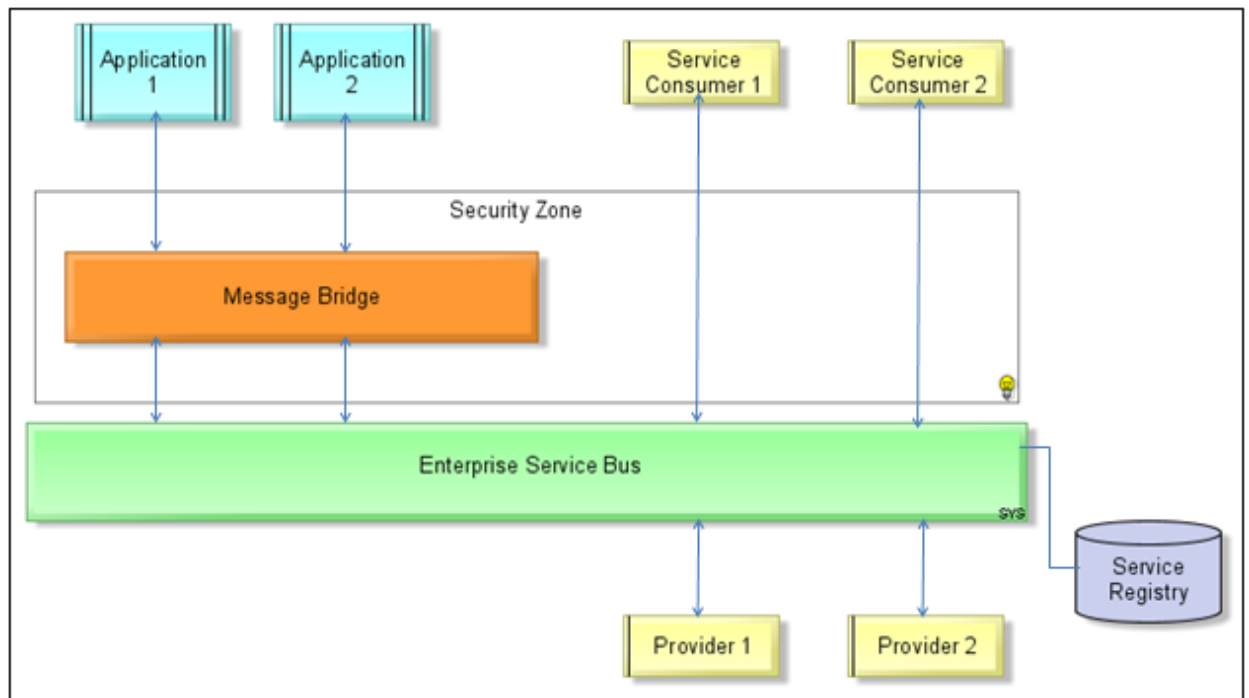 Application
1
Application
2
Service
Consumer 1
Service
Consumer 2
Security Zone
Message Bridge
Enterprise Service Bus
SYS
Service
Registry
Provider 1
Provider 2